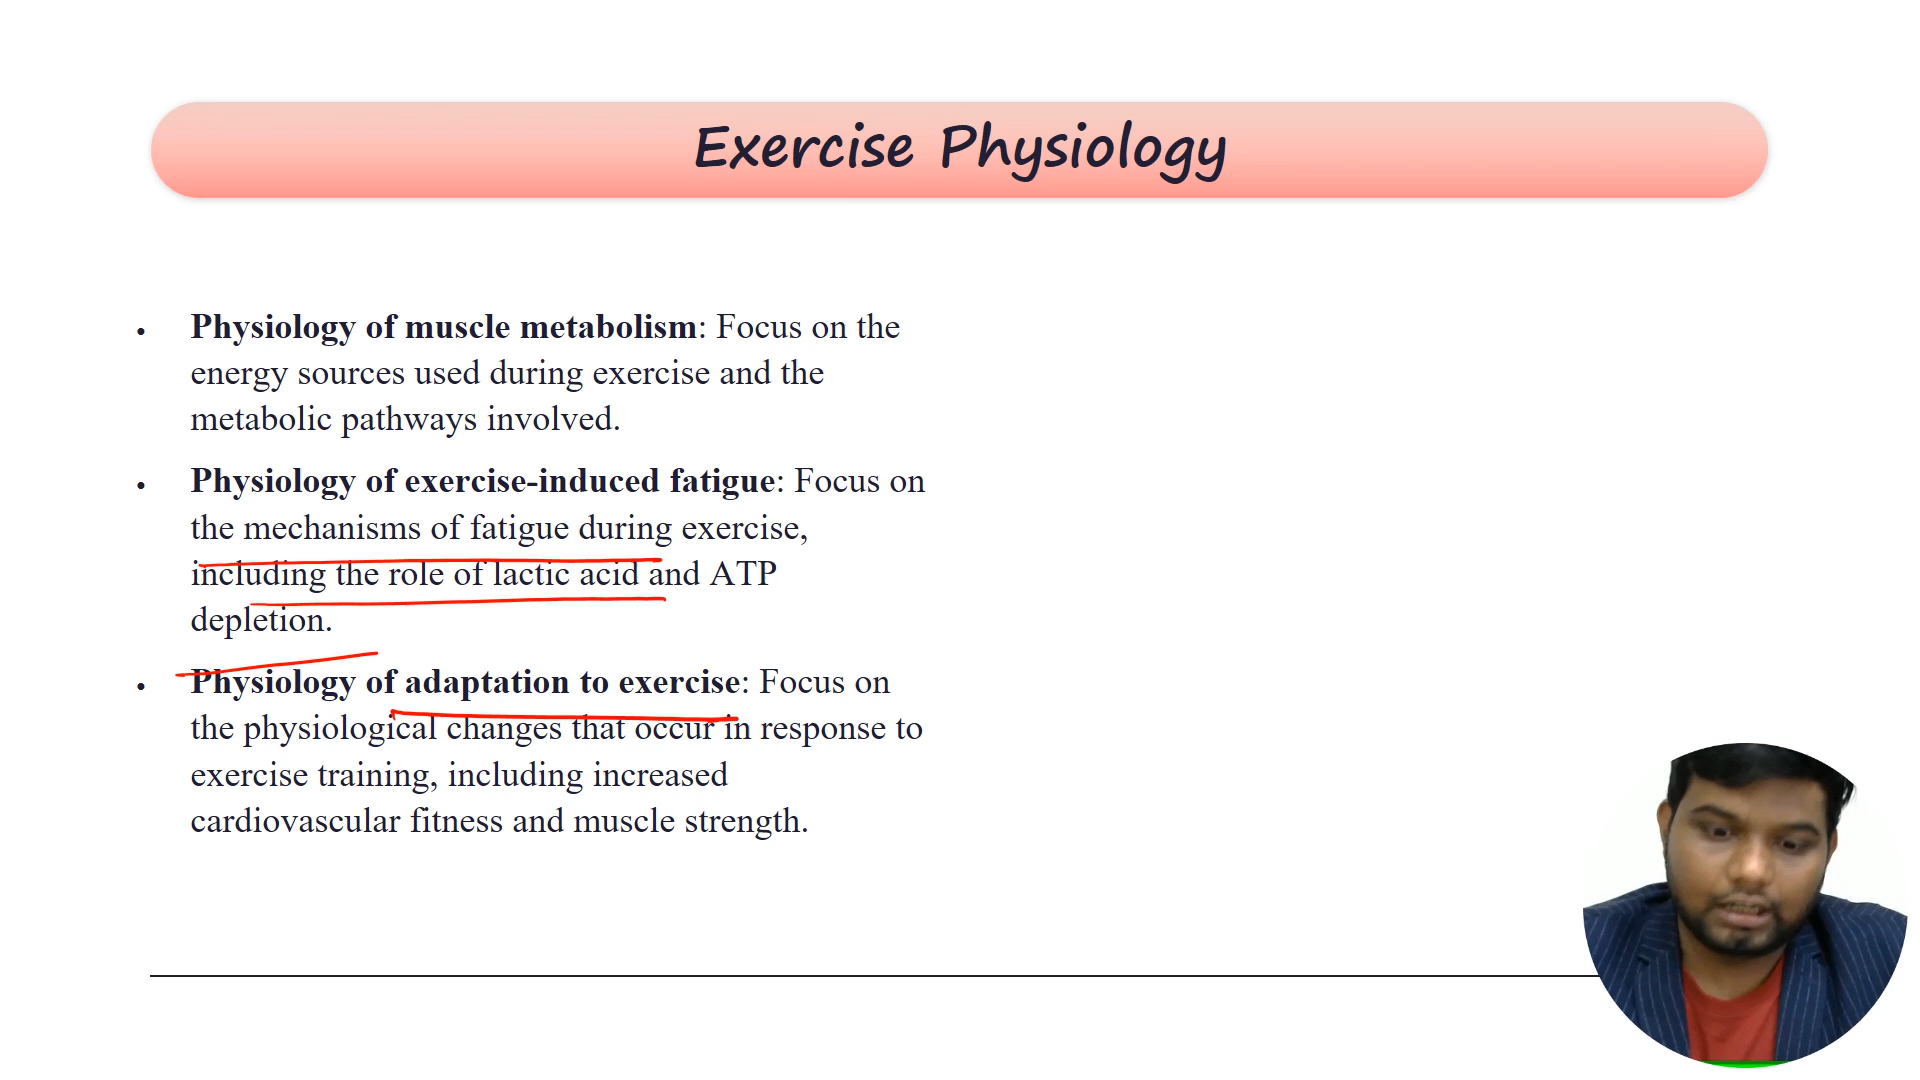 Exercise Physiology
• Physiology of muscle metabolism: Focus on the
energy sources used during exercise and the
metabolic pathways involved.
• Physiology of exercise-induced fatigue: Focus on
the mechanisms of fatigue during exercise,
including the role of lactic acid and ATP
depletion.
• Physiology of adaptation to exercise: Focus on
the physiological changes that occur in response to
exercise training, including increased
cardiovascular fitness and muscle strength.